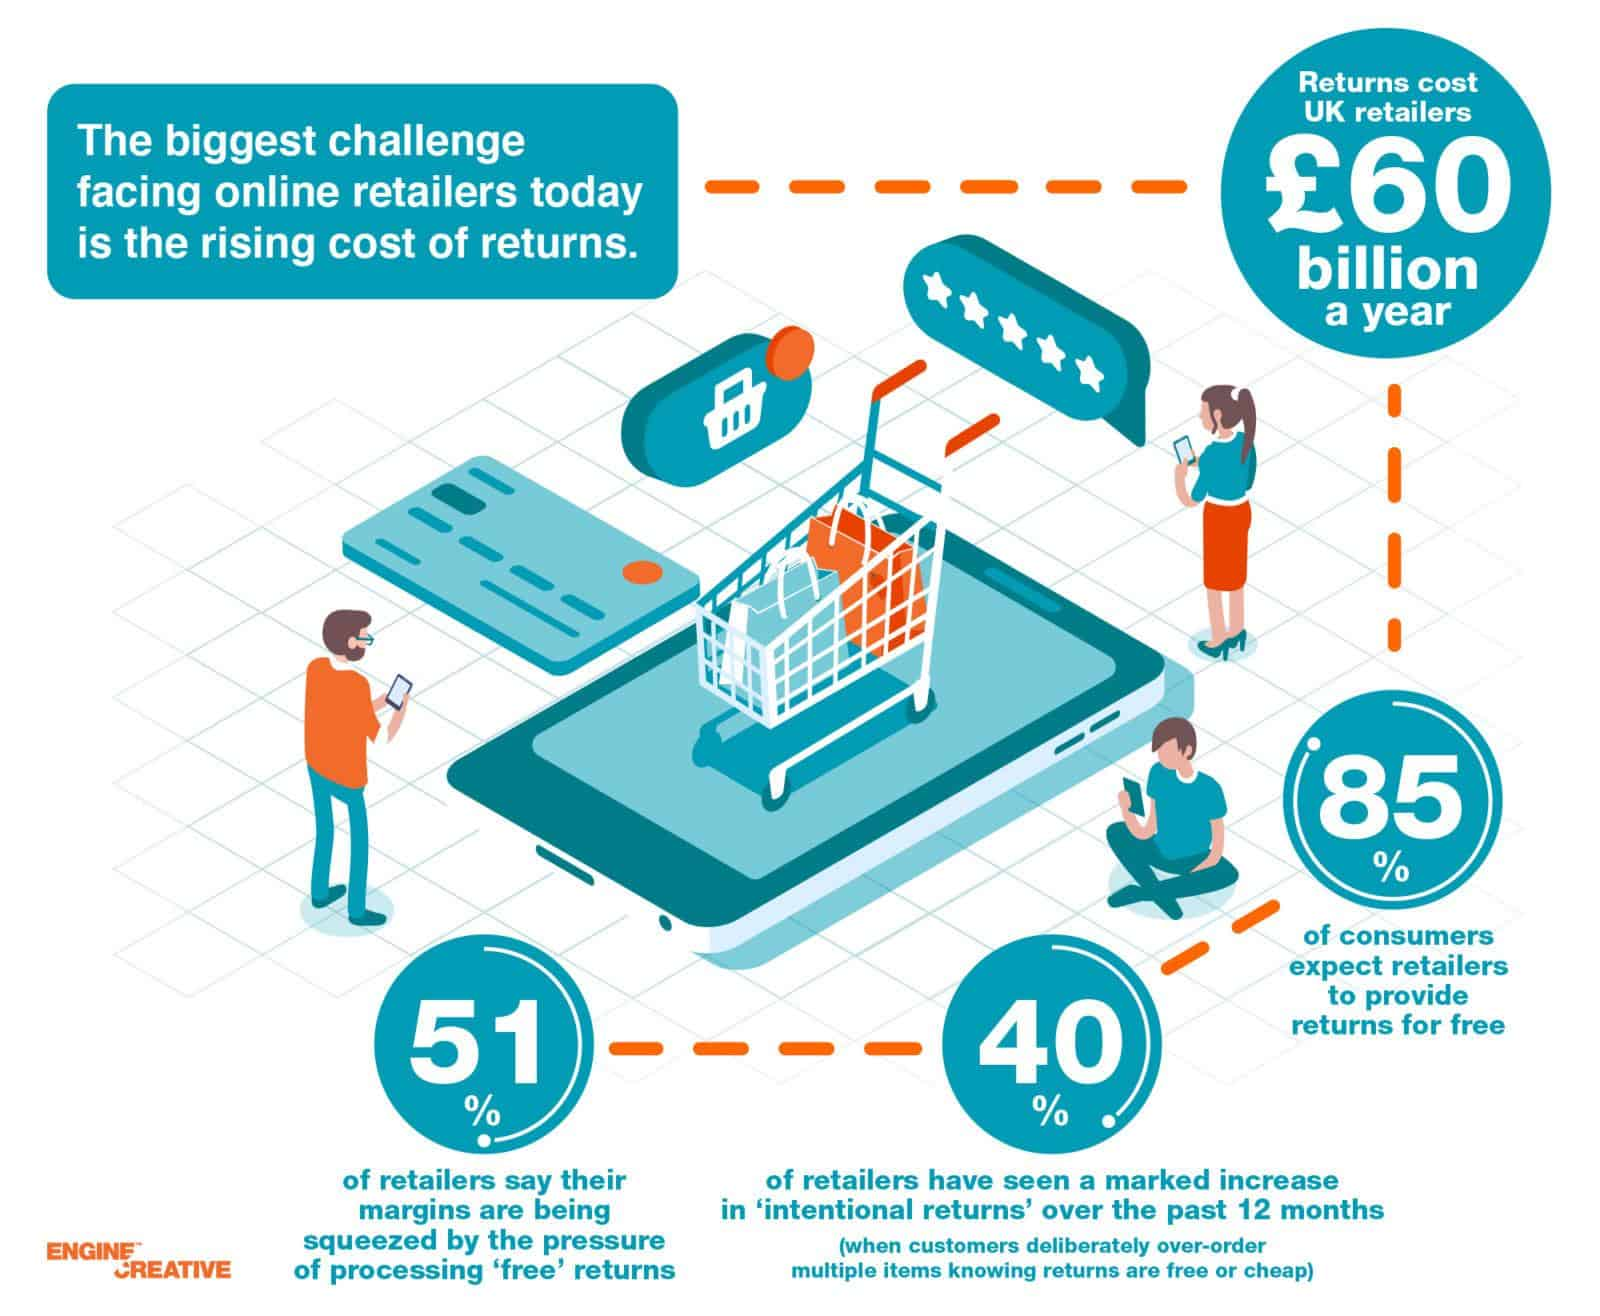 The biggest challenge
facing online retailers today
is the rising cost of returns.
Returns cost
UK retailers
£60
billion
a year
85
%
of consumers
expect retailers
to provide
returns for free
40
%
of retailers have seen a marked increase
in ‘intentional returns’ over the past 12 months
(when customers deliberately over-order
multiple items knowing returns are free or cheap)
51
%
of retailers say their
margins are being
squeezed by the pressure
of processing ‘free’ returns
ENGINE™
CREATIVE